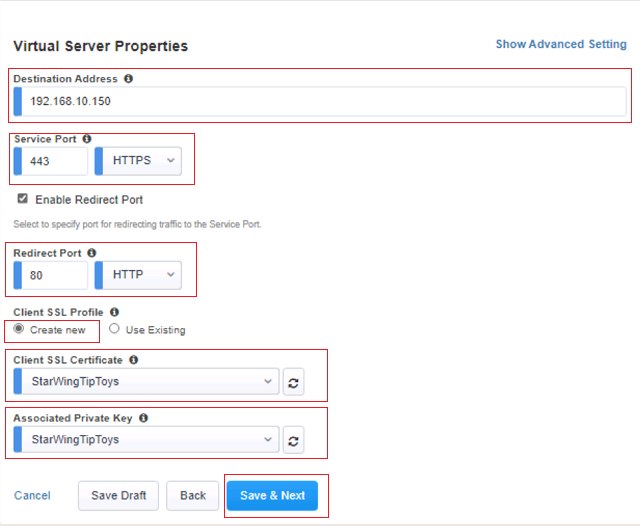 Virtual Server Properties
Show Advanced Setting
Destination Address
192.168.10.150
Service Port
443 HTTPS
Enable Redirect Port
Select to specify port for redirecting traffic to the Service Port.
Redirect Port
80 HTTP
Client SSL Profile
Create new Use Existing
Client SSL Certificate
StarWingTipToys
Associated Private Key
StarWingTipToys
Cancel Save Draft Back Save & Next